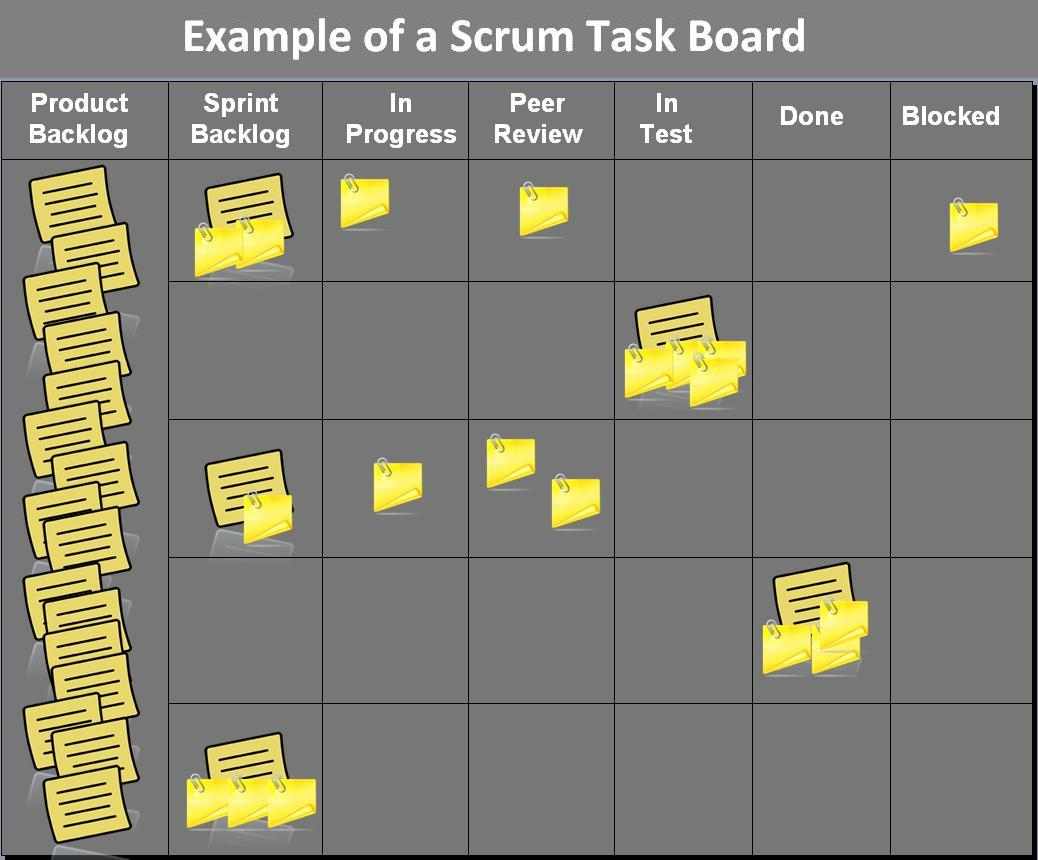 Example of a Scrum Task Board
Product
Backlog
Sprint
Backlog
In
Progress
Peer
Review
In
Test
Done
Blocked